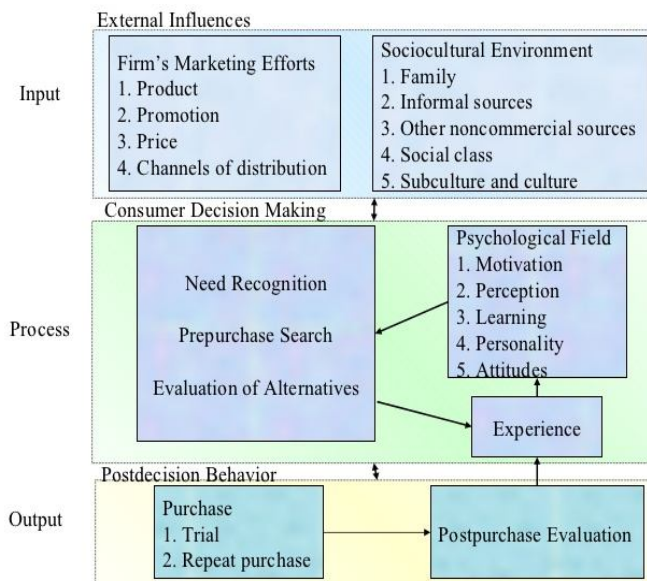 External Influences
Input
Firm's Marketing Efforts
1. Product
2. Promotion
3. Price
4. Channels of distribution
Sociocultural Environment
1. Family
2. Informal sources
3. Other noncommercial sources
4. Social class
5. Subculture and culture
Consumer Decision Making
Process
Need Recognition
Prepurchase Search
Evaluation of Alternatives
Psychological Field
1. Motivation
2. Perception
3. Learning
4. Personality
5. Attitudes
Experience
Postdecision Behavior
Output
Purchase
1. Trial
2. Repeat purchase
Postpurchase Evaluation